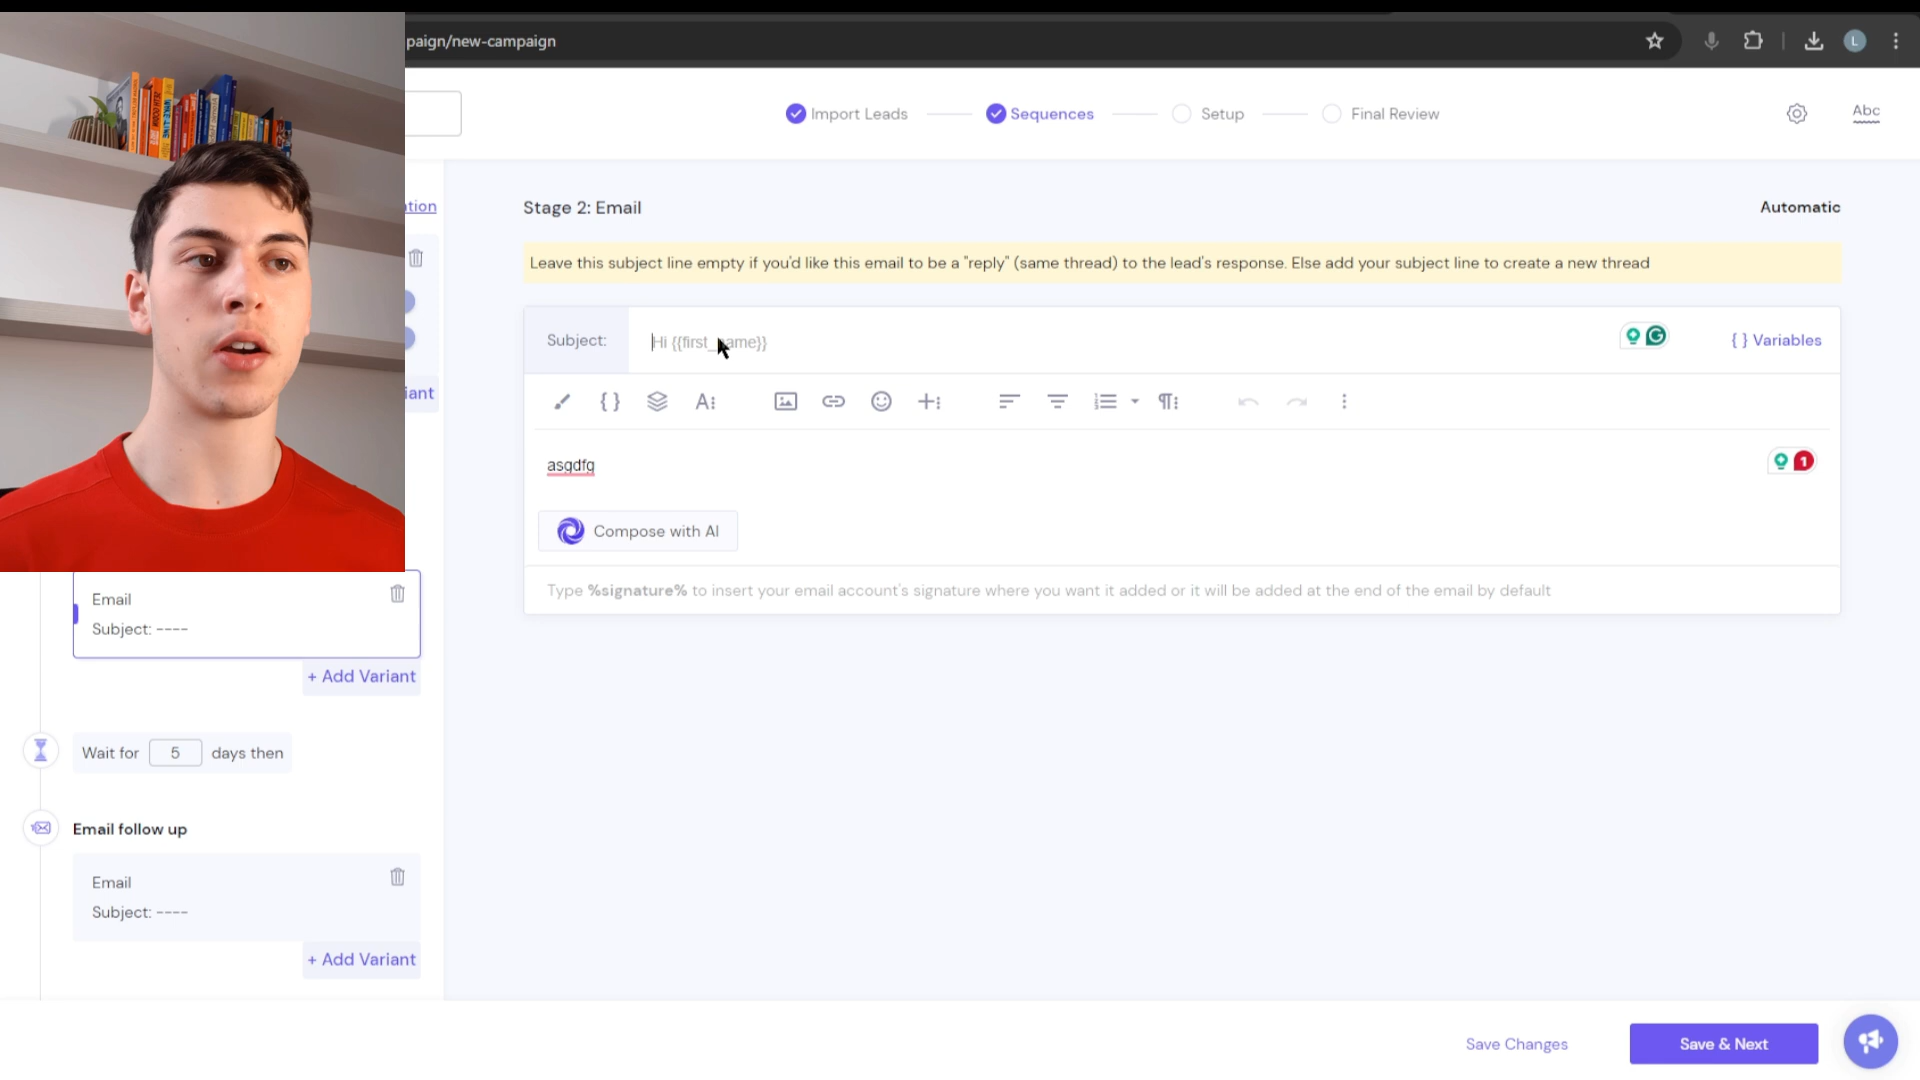 paign/new-campaign
L
Import Leads
Sequences
Setup
Final Review
Abc
tion
iant
Stage 2: Email
Automatic
Leave this subject line empty if you'd like this email to be a "reply" (same thread) to the lead's response. Else add your subject line to create a new thread
Subject:
Hi {{first_name}}
{ } Variables
asgdfg
1
Compose with AI
Type %signature% to insert your email account's signature where you want it added or it will be added at the end of the email by default
Email
Subject: ----
+ Add Variant
Wait for 5 days then
Email follow up
Email
Subject: ----
+ Add Variant
Save Changes
Save & Next